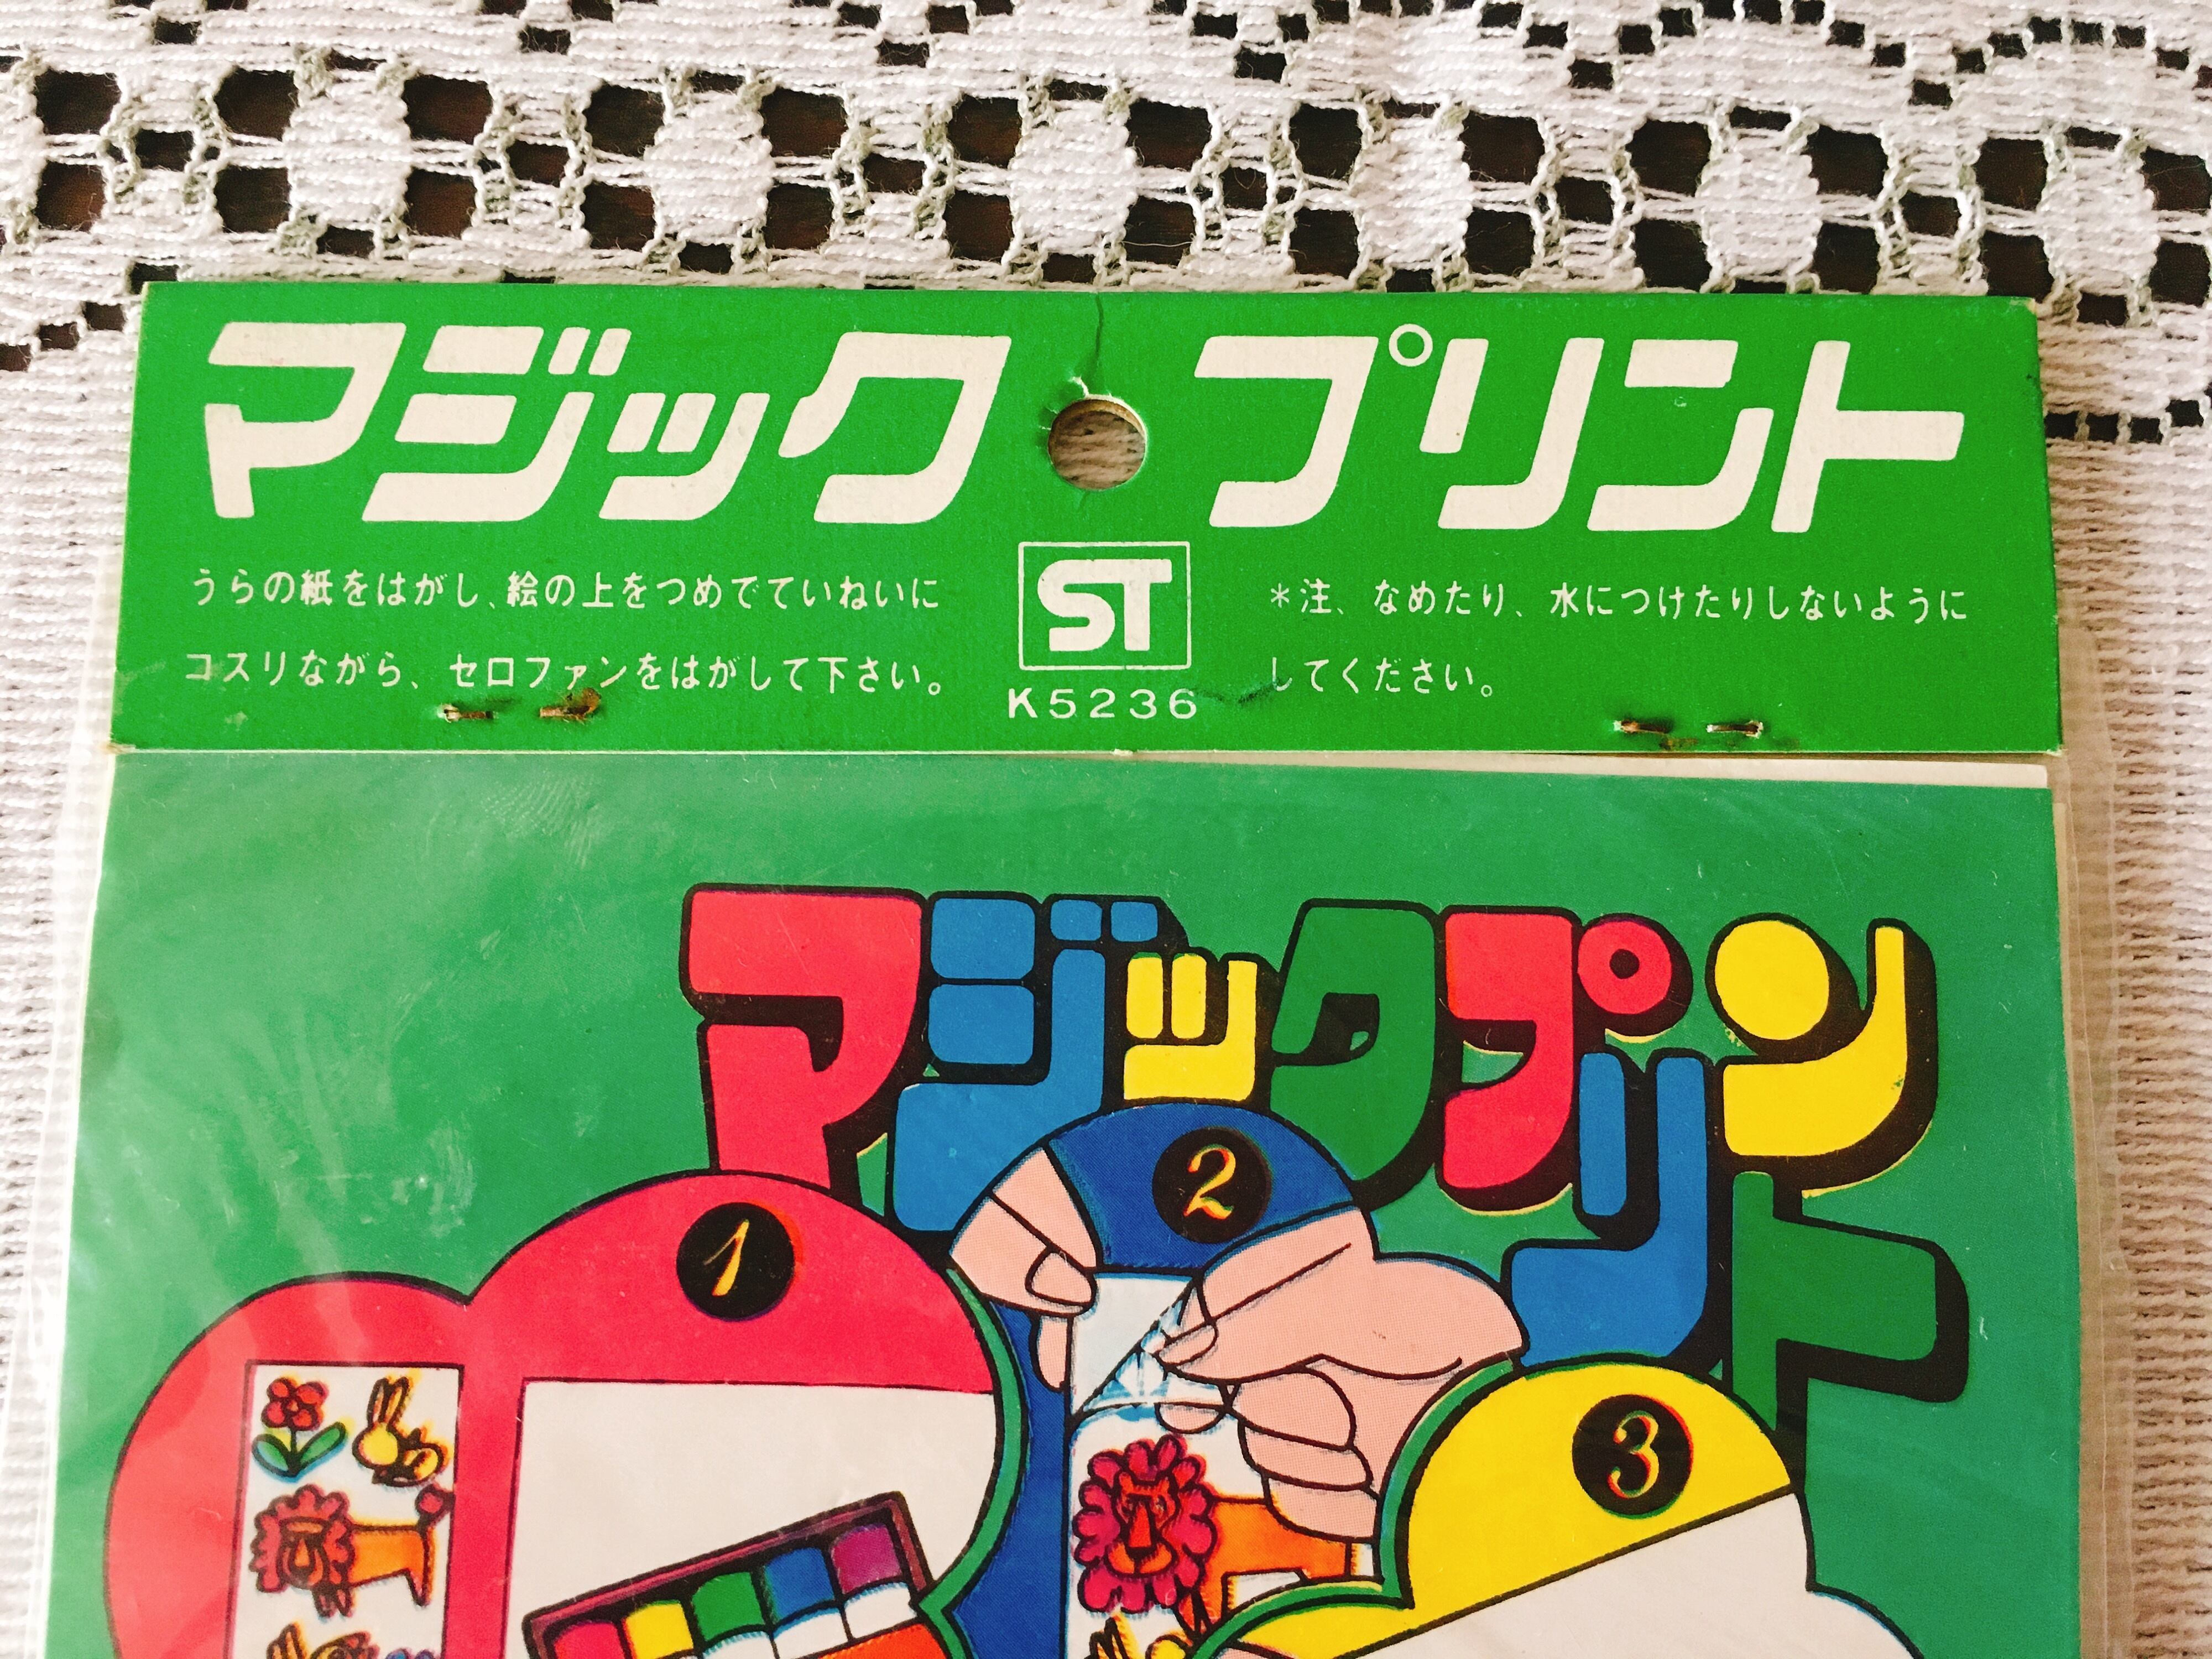 マジック プリント
うらの紙をはがし、絵の上をつめでていねいに
コスリながら、セロファンをはがして下さい。
ST
K5236
*注、なめたり、水につけたりしないように
してください。
マジックプリント
1
2
3